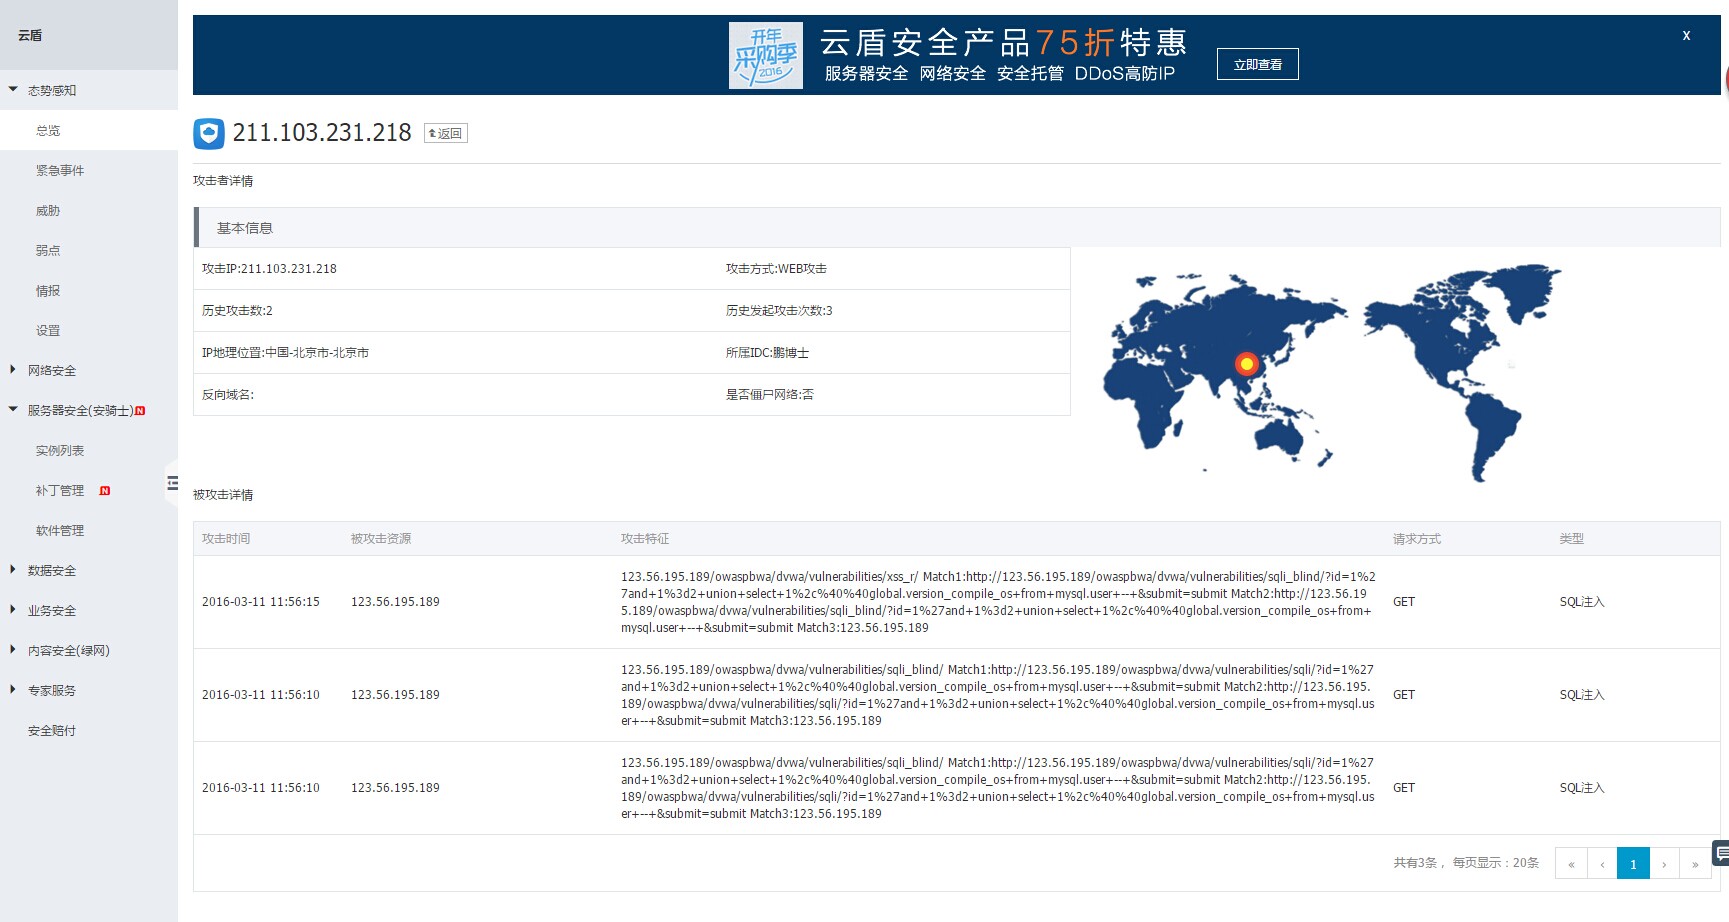 云盾
态势感知
总览
紧急事件
威胁
弱点
情报
设置
网络安全
服务器安全(安骑士)N
实例列表
补丁管理 N
软件管理
数据安全
业务安全
内容安全(绿网)
专家服务
安全赔付
开年
采购季
2016
云盾安全产品75折特惠
服务器安全 网络安全 安全托管 DDoS高防IP
立即查看
X
211.103.231.218 返回
攻击者详情
基本信息
攻击IP:211.103.231.218 攻击方式:WEB攻击
历史攻击数:2 历史发起攻击次数:3
IP地理位置:中国-北京市-北京市 所属IDC:鹏博士
反向域名: 是否僵尸网络:否
被攻击详情
攻击时间 被攻击资源 攻击特征 请求方式 类型
2016-03-11 11:56:15 123.56.195.189
123.56.195.189/owaspbwa/dvwa/vulnerabilities/xss_r/ Match1:http://123.56.195.189/owaspbwa/dvwa/vulnerabilities/sqli_blind/?id=1%2
27and+1%3d2+union+select+1%2c%40%40global.version_compile_os+from+mysql.user+--+&submit=submit Match2:http://123.56.19
5.189/owaspbwa/dvwa/vulnerabilities/sqli_blind/?id=1%27and+1%3d2+union+select+1%2c%40%40global.version_compile_os+from+
mysql.user+--+&submit=submit Match3:123.56.195.189
GET SQL注入
2016-03-11 11:56:10 123.56.195.189
123.56.195.189/owaspbwa/dvwa/vulnerabilities/sqli_blind/ Match1:http://123.56.195.189/owaspbwa/dvwa/vulnerabilities/sqli/?id=1%27
and+1%3d2+union+select+1%2c%40%40global.version_compile_os+from+mysql.user+--+&submit=submit Match2:http://123.56.195.
189/owaspbwa/dvwa/vulnerabilities/sqli/?id=1%27and+1%3d2+union+select+1%2c%40%40global.version_compile_os+from+mysql.us
er+--+&submit=submit Match3:123.56.195.189
GET SQL注入
2016-03-11 11:56:10 123.56.195.189
123.56.195.189/owaspbwa/dvwa/vulnerabilities/sqli_blind/ Match1:http://123.56.195.189/owaspbwa/dvwa/vulnerabilities/sqli/?id=1%27
and+1%3d2+union+select+1%2c%40%40global.version_compile_os+from+mysql.user+--+&submit=submit Match2:http://123.56.195.
189/owaspbwa/dvwa/vulnerabilities/sqli/?id=1%27and+1%3d2+union+select+1%2c%40%40global.version_compile_os+from+mysql.us
er+--+&submit=submit Match3:123.56.195.189
GET SQL注入
共有3条， 每页显示：20条 « ‹ 1 › »